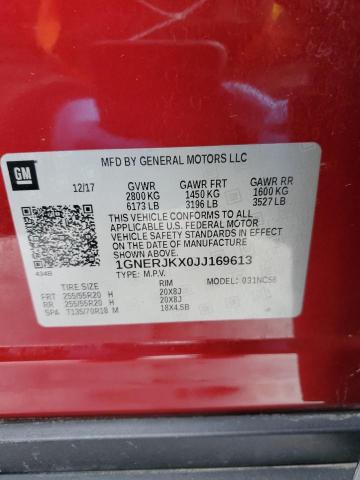 MFD BY GENERAL MOTORS LLC
GM
12/17 GVWR GAWR FRT GAWR RR
2800 KG 1450 KG 1600 KG
6173 LB 3196 LB 3527 LB
THIS VEHICLE CONFORMS TO ALL
APPLICABLE U.S. FEDERAL MOTOR
VEHICLE SAFETY STANDARDS IN
EFFECT ON THE DATE OF
MANUFACTURE SHOWN ABOVE.
1GNERJKX0JJ169613
TYPE: M.P.V.
MODEL: 031NC56
434B
TIRE SIZE RIM
FRT 255/55R20 H 20X8J
RR 255/55R20 H 20X8J
SPA T135/70R18 M 18X4.5B